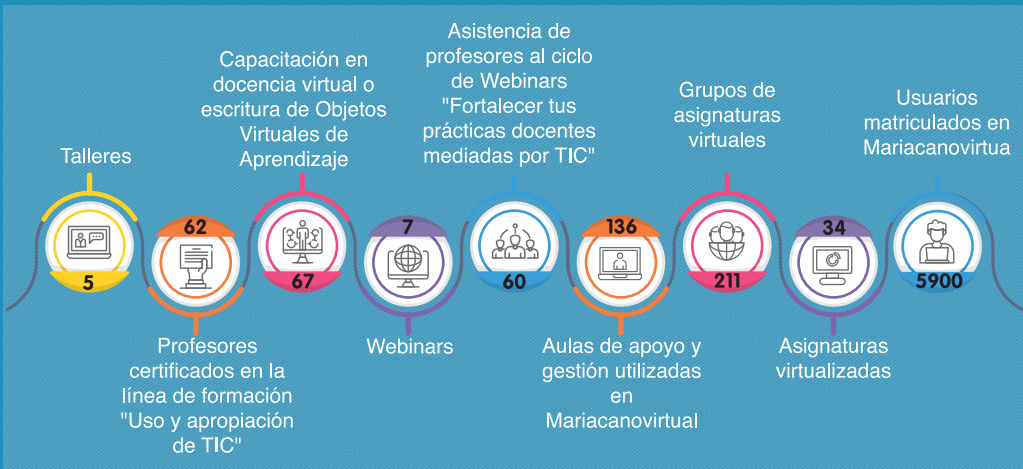 Talleres
5
62
Profesores
certificados en la
línea de formación
"Uso y apropiación
de TIC"
Capacitación en
docencia virtual o
escritura de Objetos
Virtuales de
Aprendizaje
67
7
Webinars
Asistencia de
profesores al ciclo
de Webinars
"Fortalecer tus
prácticas docentes
mediadas por TIC"
60
136
Aulas de apoyo y
gestión utilizadas
en
Mariacanovirtual
Grupos de
asignaturas
virtuales
211
34
Asignaturas
virtualizadas
Usuarios
matriculados en
Mariacanovirtua
5900